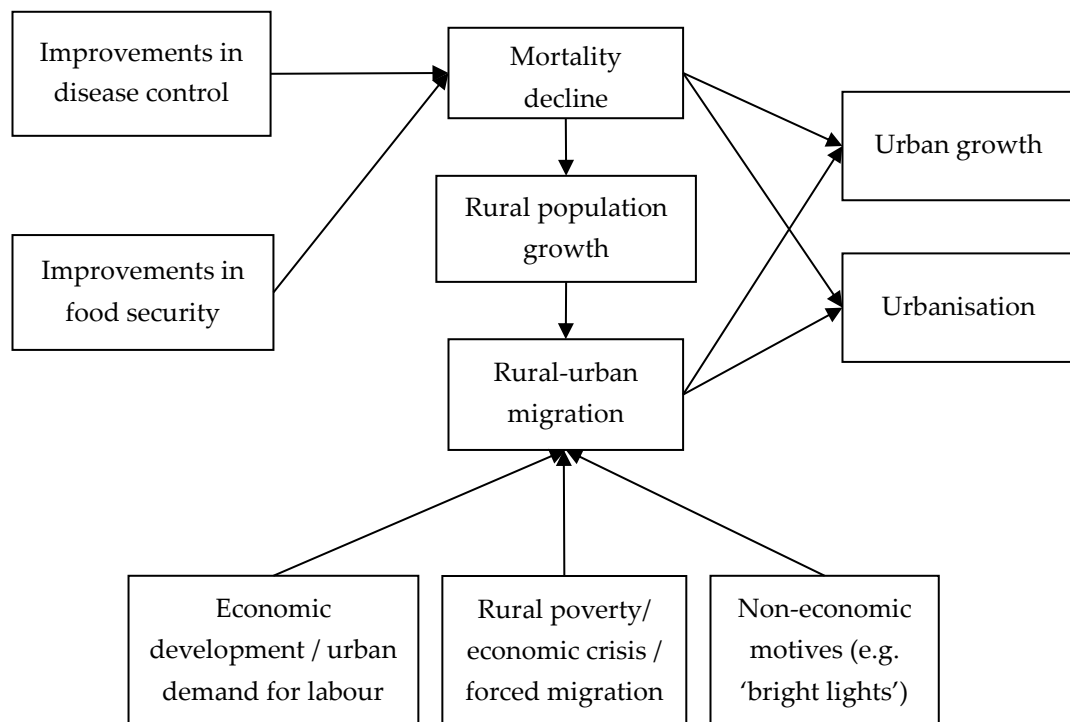 Improvements in
disease control
Mortality
decline
Urban growth
Rural population
growth
Improvements in
food security
Urbanisation
Rural-urban
migration
Economic
development / urban
demand for labour
Rural poverty/
economic crisis /
forced migration
Non-economic
motives (e.g.
‘bright lights’)